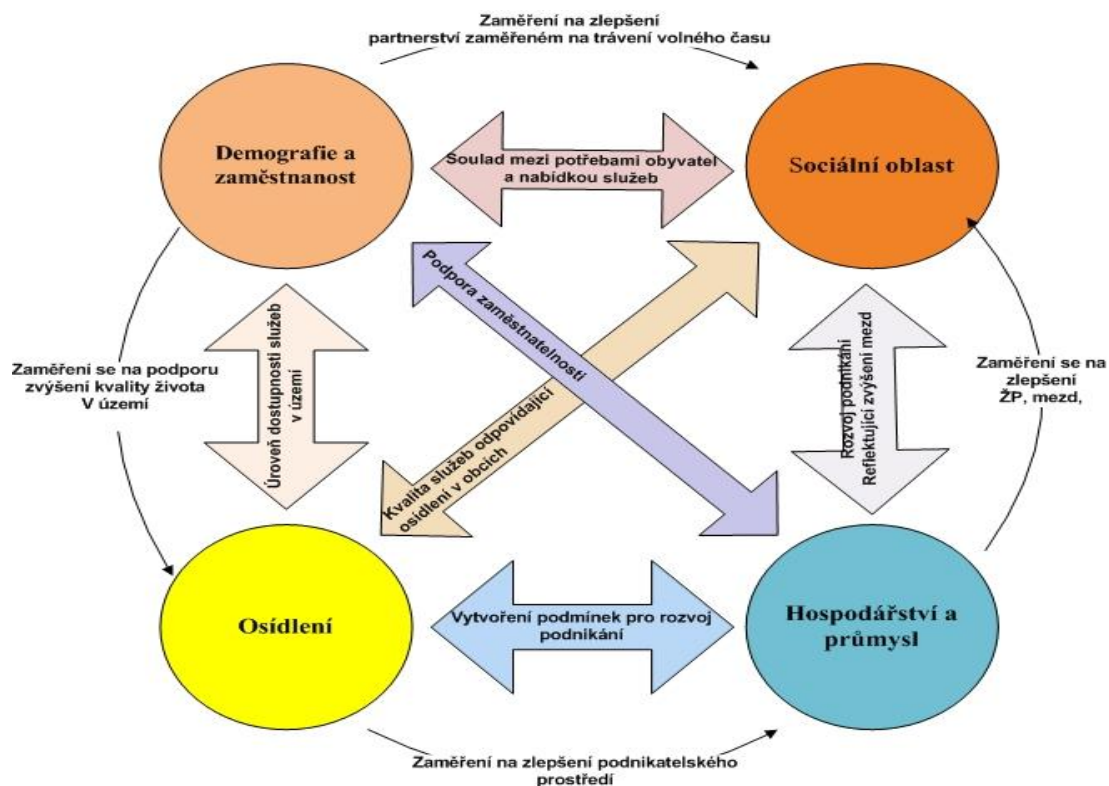 Zaměření na zlepšení
partnerství zaměřeném na trávení volného času
Demografie a
zaměstnanost
Soulad mezi potřebami obyvatel
a nabídkou služeb
Sociální oblast
Zaměření se na podporu
zvýšení kvality života
V území
Úroveň dostupnosti služeb
v území
Podpora zaměstnatelnosti
Kvalita služeb odpovídající
osídlení v obcích
Rozvoj podnikání
Reflektující zvýšení mezd
Zaměření se na
zlepšení
ŽP, mezd,
Osídlení
Vytvoření podmínek pro rozvoj
podnikání
Hospodářství a
průmysl
Zaměření na zlepšení podnikatelského
prostředí